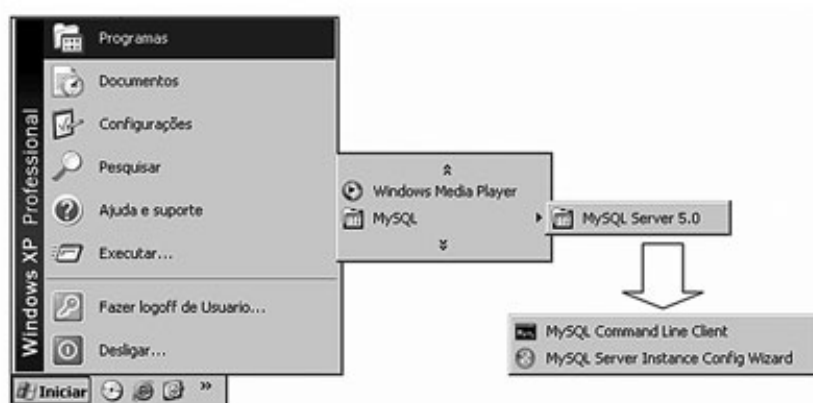 Windows XP Professional
Programas
Documentos
Configurações
Pesquisar
Ajuda e suporte
Executar...
Fazer logoff de Usuario...
Desligar...
Iniciar
Windows Media Player
MySQL
MySQL Server 5.0
MySQL Command Line Client
MySQL Server Instance Config Wizard